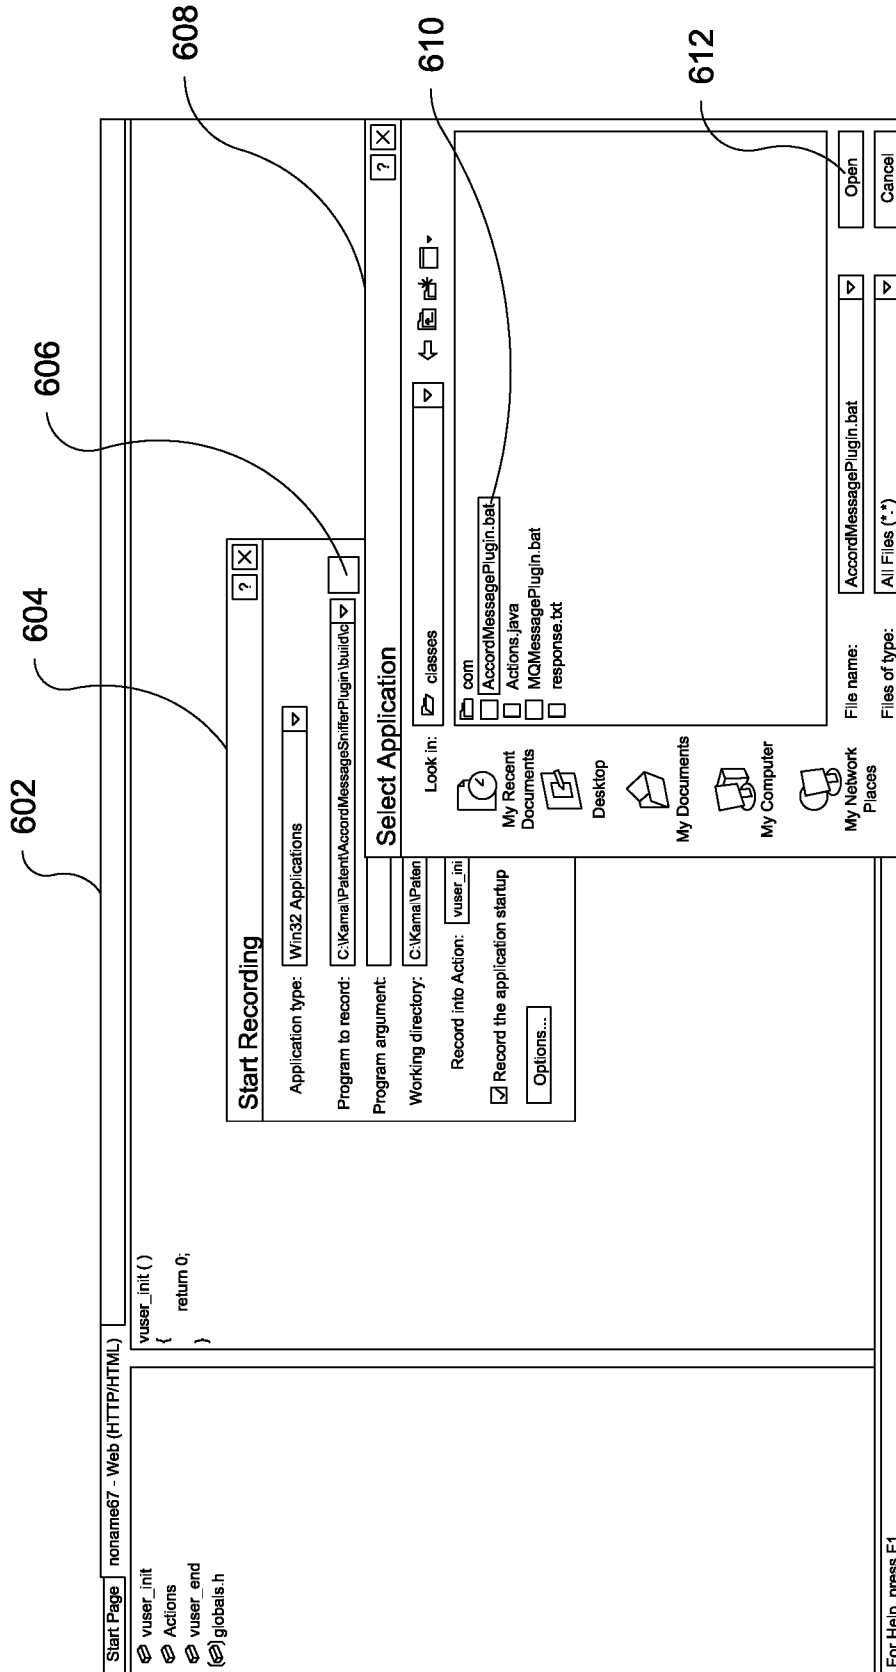 602
604
606
608
610
612
Start Page
noname67 - Web (HTTP/HTML)
vuser_init
Actions
vuser_end
globals.h
vuser_init ( )
{
return 0;
}
Start Recording
? X
Application type: Win32 Applications
Program to record: C:\Kamal\Patent\AccordMessageSnifferPlugin\build\c
Program argument:
Working directory: C:\Kamal\Paten
Record into Action: vuser_ini
Record the application startup
Options...
Select Application
? X
Look in: classes
My Recent
Documents
Desktop
My Documents
My Computer
My Network
Places
com
AccordMessagePlugin.bat
Actions.java
MQMessagePlugin.bat
response.txt
File name: AccordMessagePlugin.bat
Open
Files of type: All Files (*.*)
Cancel
For Help, press F1